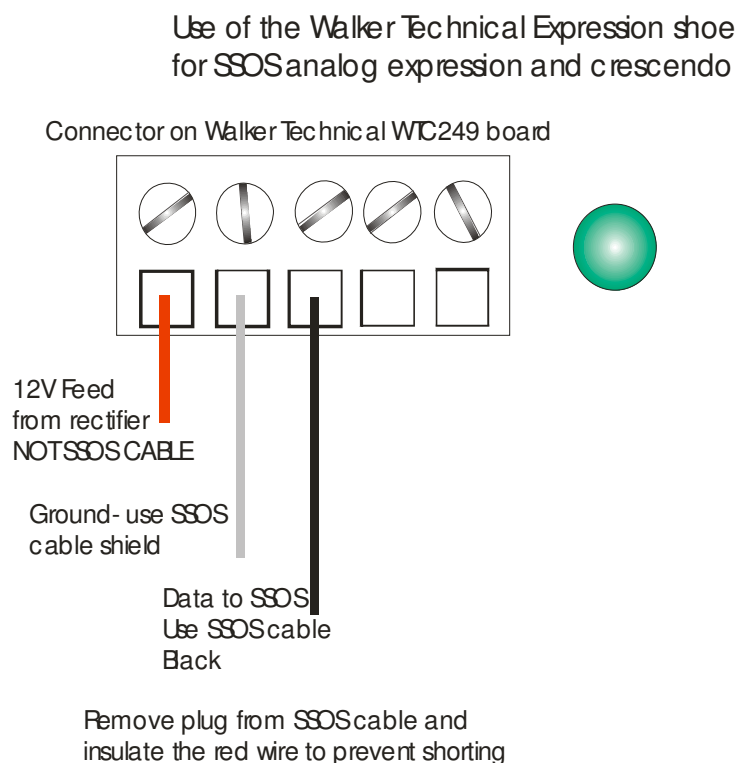 Use of the Walker Technical Expression shoe
for SSOS analog expression and crescendo
Connector on Walker Technical WTC249 board
12V Feed
from rectifier
NOT SSOS CABLE
Ground- use SSOS
cable shield
Data to SSOS
Use SSOS cable
Black
Remove plug from SSOS cable and
insulate the red wire to prevent shorting